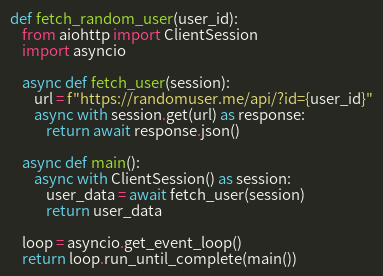 def fetch_random_user(user_id):
    from aiohttp import ClientSession
    import asyncio

    async def fetch_user(session):
        url = f"https://randomuser.me/api/?id={user_id}"
        async with session.get(url) as response:
            return await response.json()

    async def main():
        async with ClientSession() as session:
            user_data = await fetch_user(session)
            return user_data

    loop = asyncio.get_event_loop()
    return loop.run_until_complete(main())